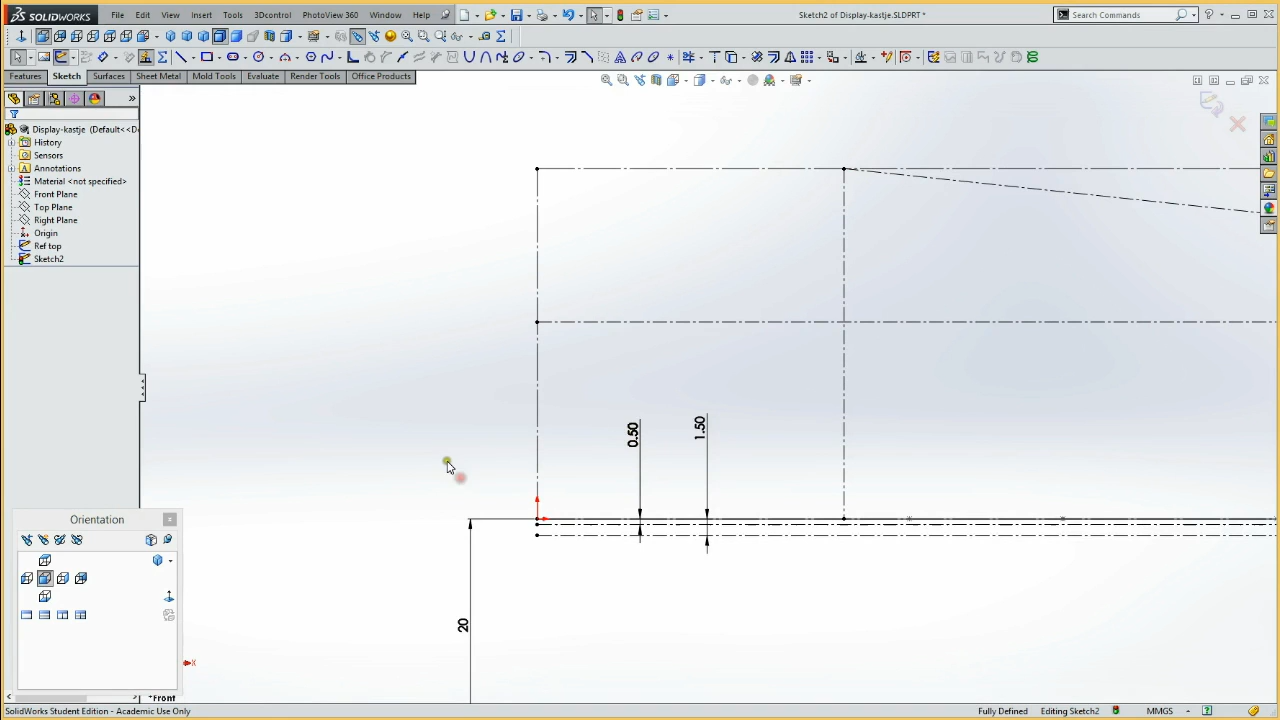 SOLIDWORKS File Edit View Insert Tools 3Dcontrol PhotoView 360 Window Help Sketch2 of Display-kastje.SLDPRT * Search Commands
Features Sketch Surfaces Sheet Metal Mold Tools Evaluate Render Tools Office Products
Display-kastje (Default<<D
History
Sensors
Annotations
Material <not specified>
Front Plane
Top Plane
Right Plane
Origin
Ref top
Sketch2
0.50
1.50
20
Orientation
X
*Front
SolidWorks Student Edition - Academic Use Only Fully Defined Editing Sketch2 MMGS